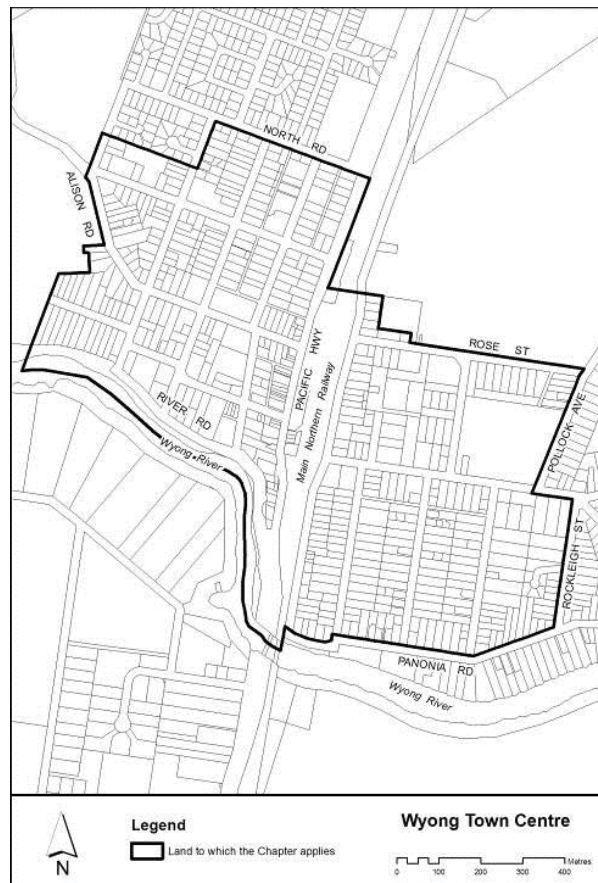 NORTH RD
ALISON RD
ROSE ST
PACIFIC HWY
Main Northern Railway
POLLOCK AVE
RIVER RD
Wyong River
ROCKLEIGH ST
PANONIA RD
Wyong River
N
Legend
Land to which the Chapter applies
Wyong Town Centre
0 100 200 300 400 Metres